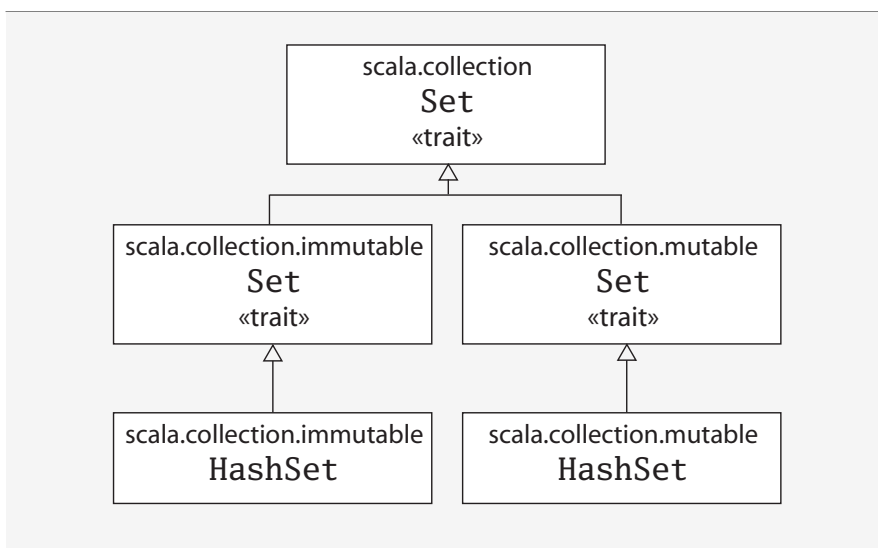 scala.collection
Set
«trait»
scala.collection.immutable
Set
«trait»
scala.collection.mutable
Set
«trait»
scala.collection.immutable
HashSet
scala.collection.mutable
HashSet